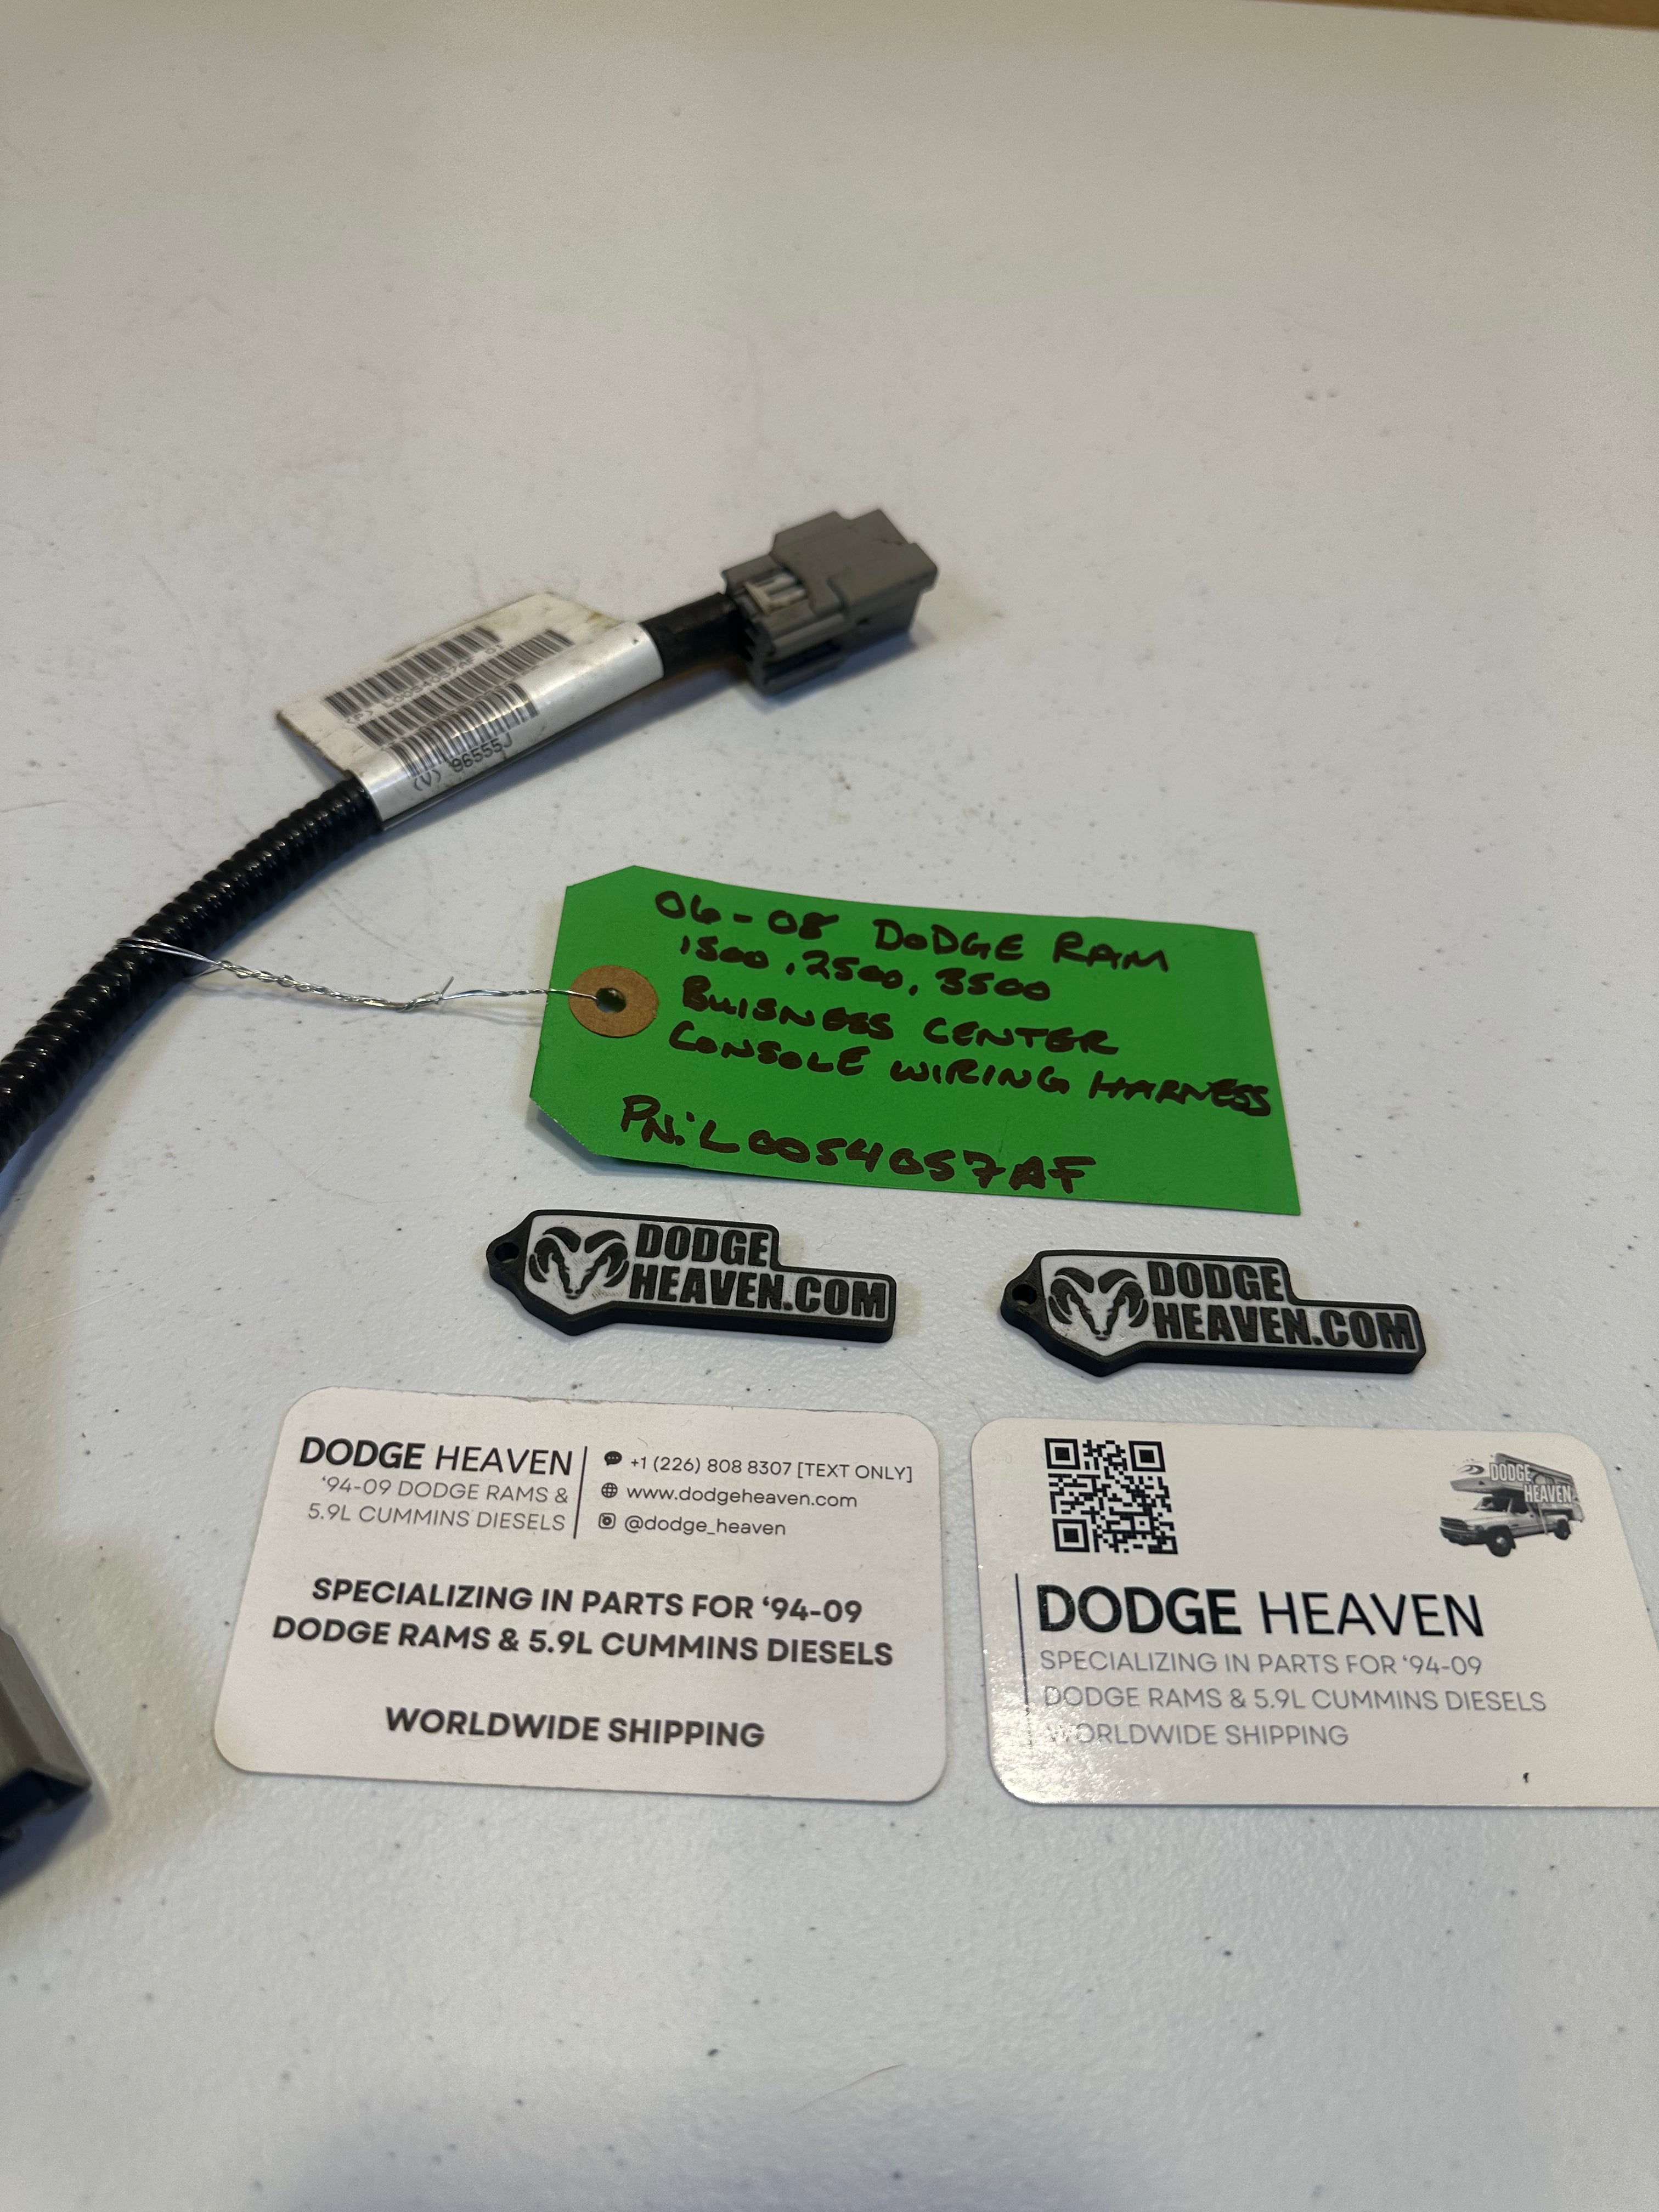 (V) 96555J
06-08 DODGE RAM
1500, 2500, 3500
BUISNESS CENTER
CONSOLE WIRING HARNESS
PN: L0054057AF
DODGE
HEAVEN.COM
DODGE
HEAVEN.COM
DODGE HEAVEN
‘94-09 DODGE RAMS &
5.9L CUMMINS DIESELS
+1 (226) 808 8307 [TEXT ONLY]
www.dodgeheaven.com
@dodge_heaven
SPECIALIZING IN PARTS FOR ‘94-09
DODGE RAMS & 5.9L CUMMINS DIESELS
WORLDWIDE SHIPPING
DODGE
HEAVEN
DODGE HEAVEN
SPECIALIZING IN PARTS FOR ‘94-09
DODGE RAMS & 5.9L CUMMINS DIESELS
WORLDWIDE SHIPPING